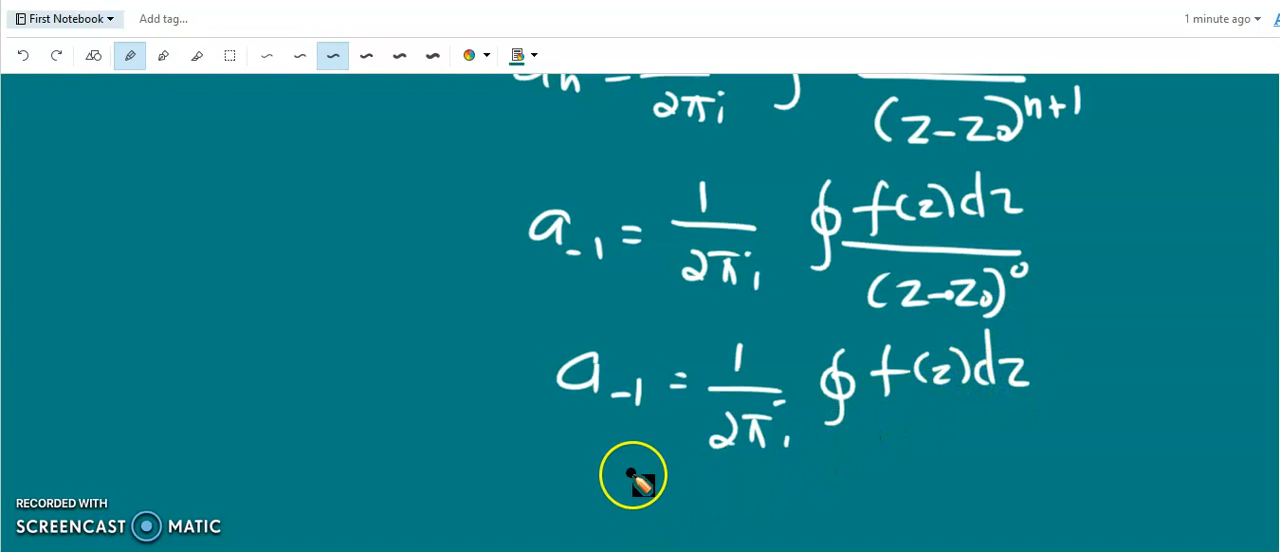 First Notebook Add tag... 1 minute ago
aₙ = / 2πi ∮ / (z-z₀)ⁿ⁺¹
a₋₁ = 1 / 2πi ∮ f(z)dz / (z-z₀)⁰
a₋₁ = 1 / 2πi ∮ f(z)dz
RECORDED WITH
SCREENCAST MATIC